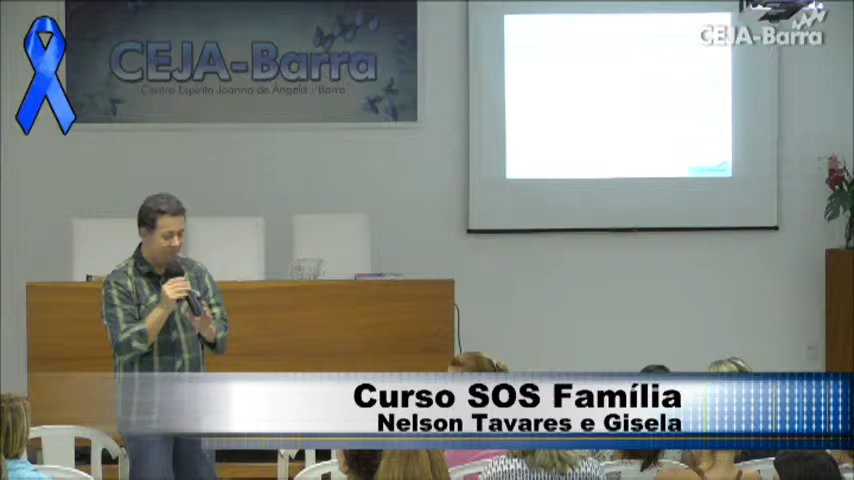 CEJA-Barra
Centro Espírita Joanna de Ângelis - Barra
CEJA-Barra
Curso SOS Família
Nelson Tavares e Gisela